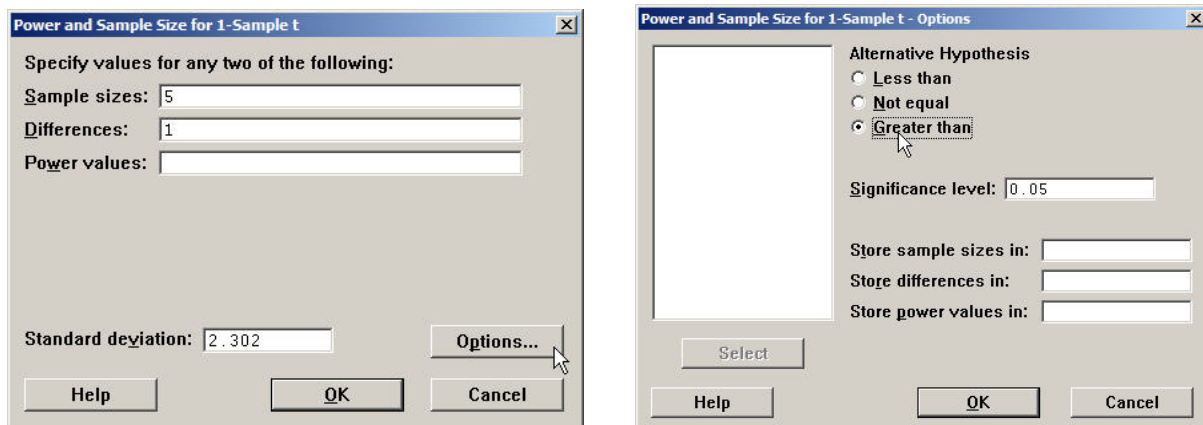 Power and Sample Size for 1-Sample t
Specify values for any two of the following:
Sample sizes: 5
Differences: 1
Power values:
Standard deviation: 2.302
Options...
Help
OK
Cancel
Power and Sample Size for 1-Sample t - Options
Alternative Hypothesis
Less than
Not equal
Greater than
Significance level: 0.05
Store sample sizes in:
Store differences in:
Store power values in:
Select
Help
OK
Cancel